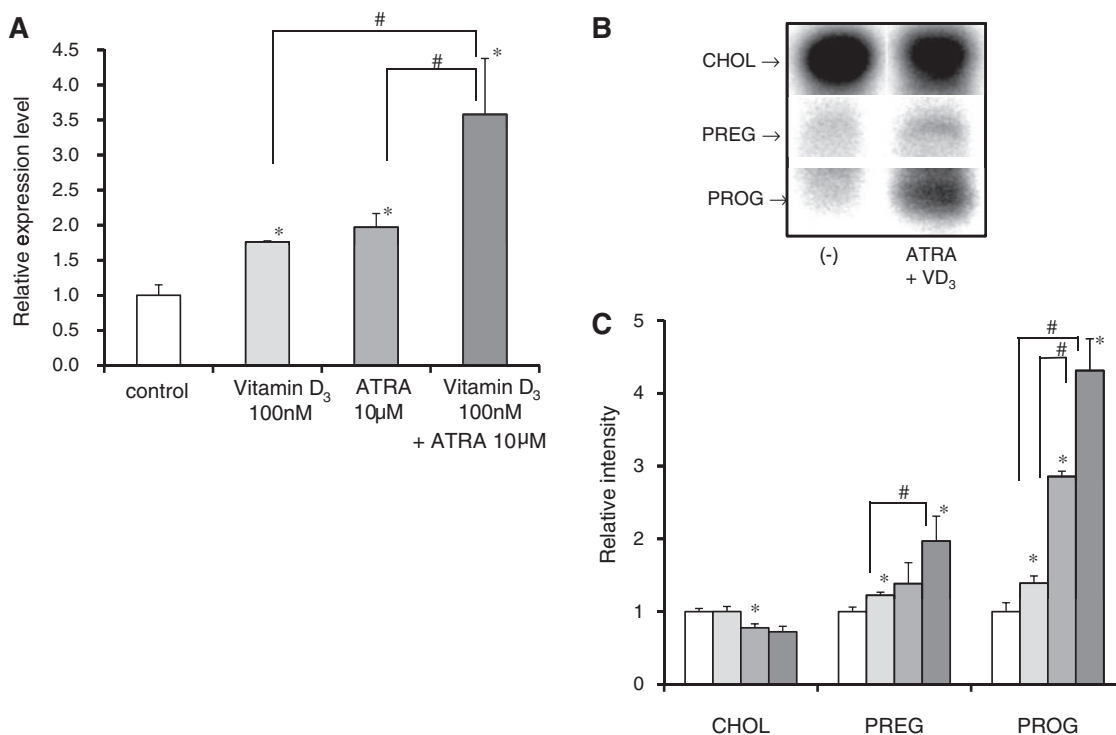 A
#
#
4.5
4.0
3.5
3.0
2.5
2.0
1.5
1.0
0.5
0.0
Relative expression level
*
*
*
control
Vitamin D₃
100nM
ATRA
10μM
Vitamin D₃
100nM
+ ATRA 10μM
B
CHOL →
PREG →
PROG →
(-)
ATRA
+ VD₃
C
5
4
3
2
1
0
Relative intensity
*
#
*
*
#
#
*
*
*
CHOL
PREG
PROG